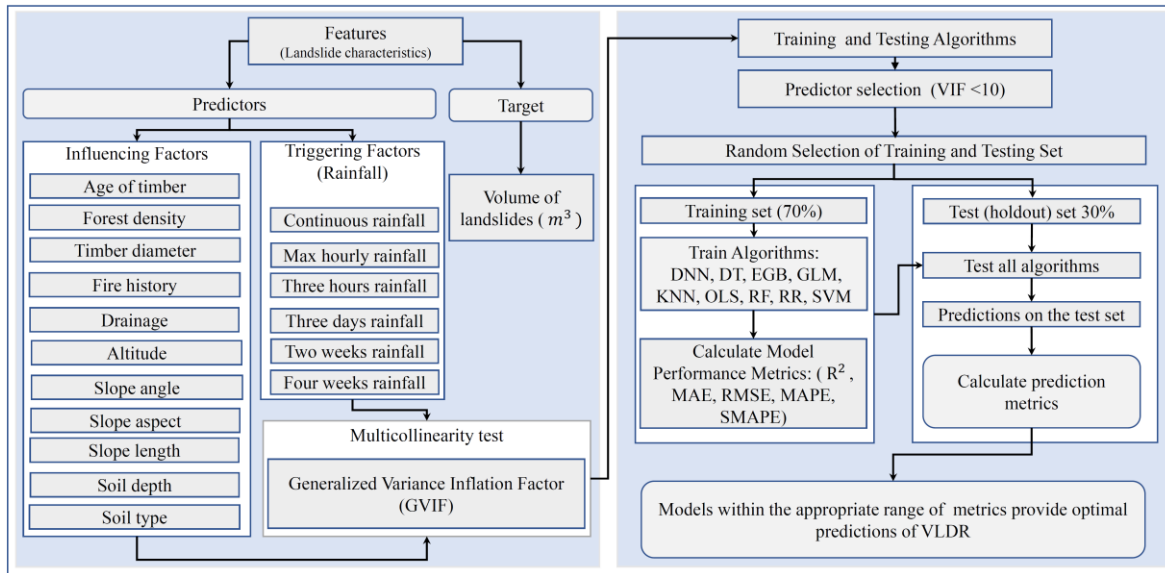 Features
(Landslide characteristics)
Predictors
Target
Influencing Factors
Age of timber
Forest density
Timber diameter
Fire history
Drainage
Altitude
Slope angle
Slope aspect
Slope length
Soil depth
Soil type
Triggering Factors
(Rainfall)
Continuous rainfall
Max hourly rainfall
Three hours rainfall
Three days rainfall
Two weeks rainfall
Four weeks rainfall
Volume of
landslides ( m³ )
Multicollinearity test
Generalized Variance Inflation Factor
(GVIF)
Training and Testing Algorithms
Predictor selection (VIF <10)
Random Selection of Training and Testing Set
Training set (70%)
Train Algorithms:
DNN, DT, EGB, GLM,
KNN, OLS, RF, RR, SVM
Calculate Model
Performance Metrics: ( R² ,
MAE, RMSE, MAPE,
SMAPE)
Test (holdout) set 30%
Test all algorithms
Predictions on the test set
Calculate prediction
metrics
Models within the appropriate range of metrics provide optimal
predictions of VLDR